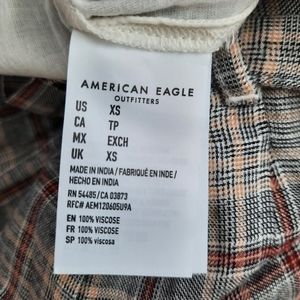 AMERICAN EAGLE
OUTFITTERS
US XS
CA TP
MX EXCH
UK XS
MADE IN INDIA / FABRIQUÉ EN INDE /
HECHO EN INDIA
RN 54485/CA 03873
RFC# AEM120605U9A
EN 100% VISCOSE
FR 100% VISCOSE
SP 100% viscosa